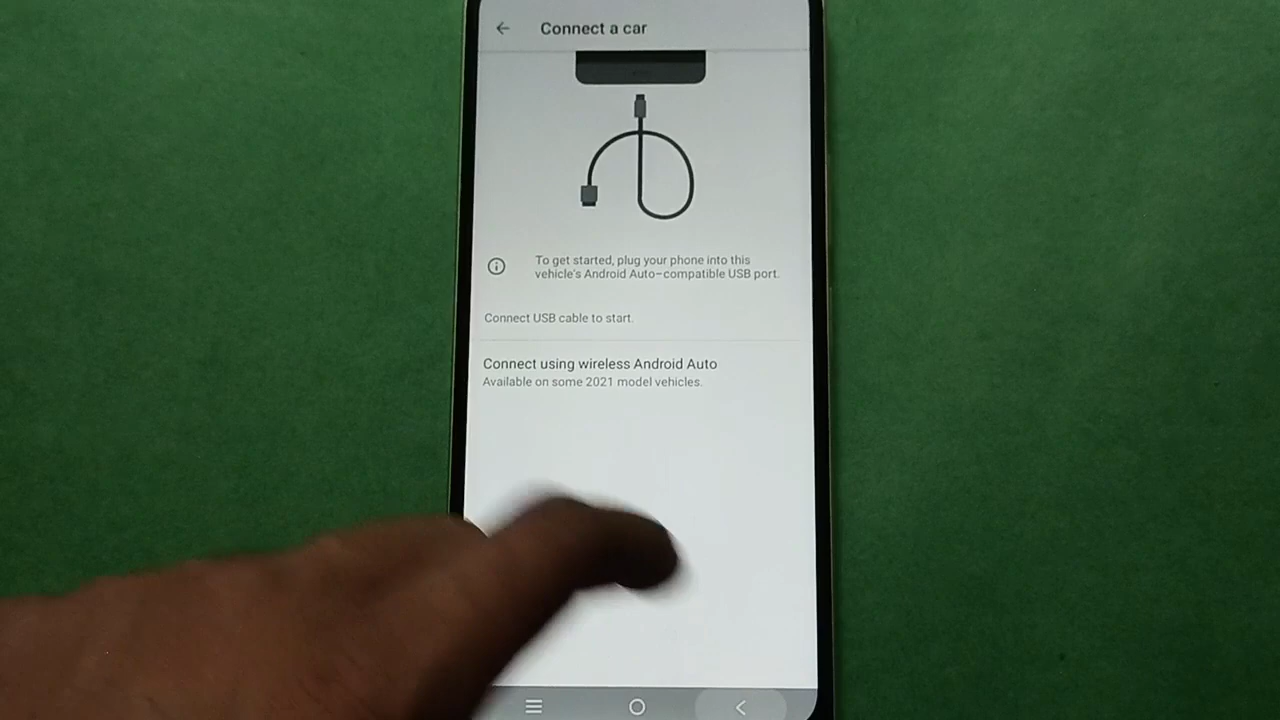 Connect a car
To get started, plug your phone into this
vehicle's Android Auto–compatible USB port.
Connect USB cable to start.
Connect using wireless Android Auto
Available on some 2021 model vehicles.